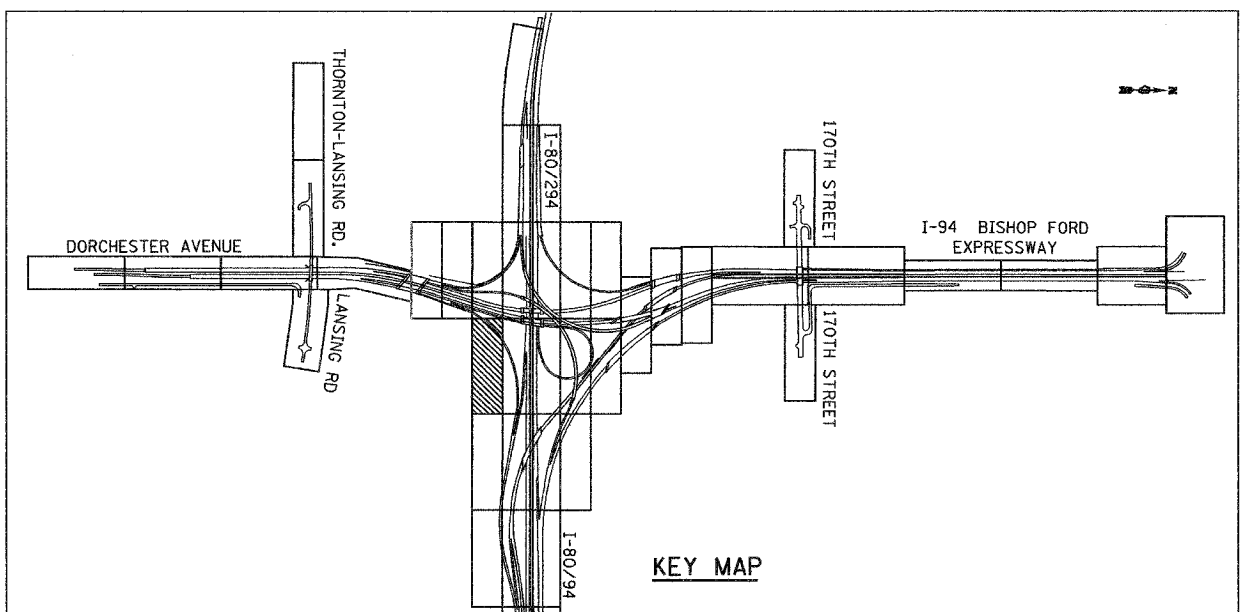 THORNTON-LANSING RD.
I-80/294
170TH STREET
N
DORCHESTER AVENUE
I-94 BISHOP FORD
EXPRESSWAY
LANSING RD
170TH STREET
I-80/94
KEY MAP